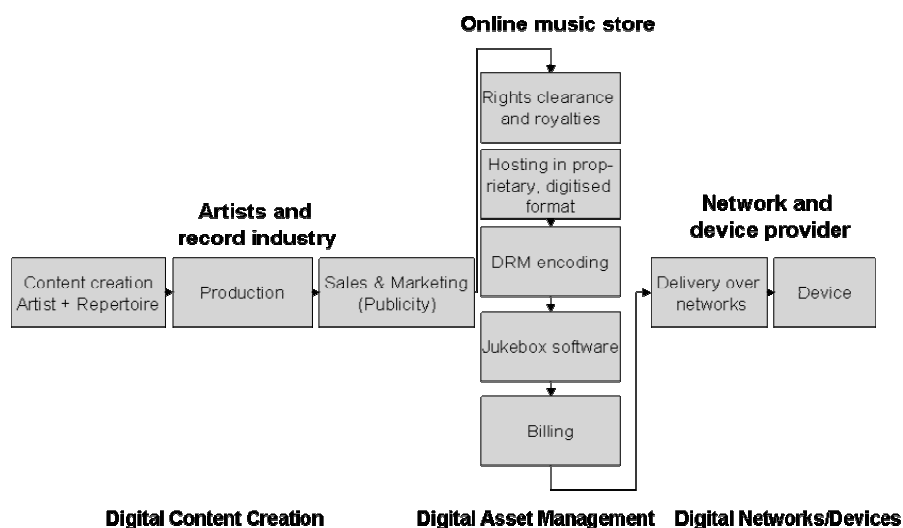 Online music store
Rights clearance
and royalties
Hosting in prop-
rietary, digitised
format
DRM encoding
Jukebox software
Billing
Artists and
record industry
Content creation
Artist + Repertoire
Production
Sales & Marketing
(Publicity)
Network and
device provider
Delivery over
networks
Device
Digital Content Creation
Digital Asset Management
Digital Networks/Devices